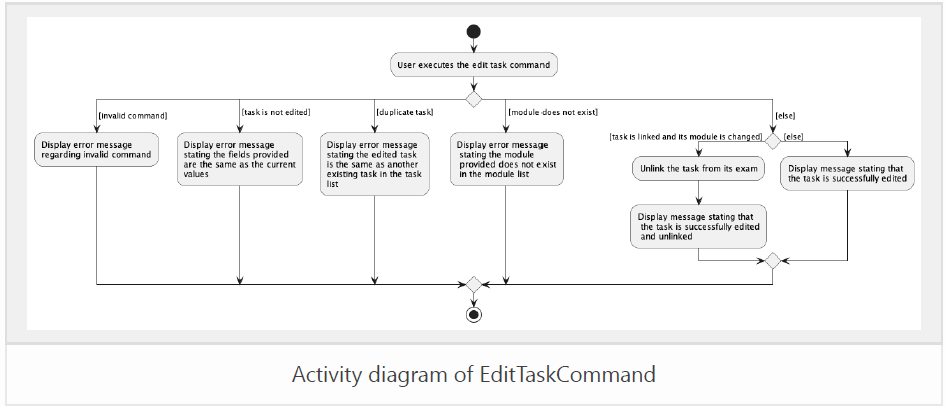 User executes the edit task command
[invalid command]
[task is not edited]
[duplicate task]
[module does not exist]
[else]
Display error message
regarding invalid command
Display error message
stating the fields provided
are the same as the current
values
Display error message
stating the edited task
is the same as another
existing task in the task
list
Display error message
stating the module
provided does not exist
in the module list
[task is linked and its module is changed]
[else]
Unlink the task from its exam
Display message stating that
the task is successfully edited
Display message stating that
the task is successfully edited
and unlinked
Activity diagram of EditTaskCommand